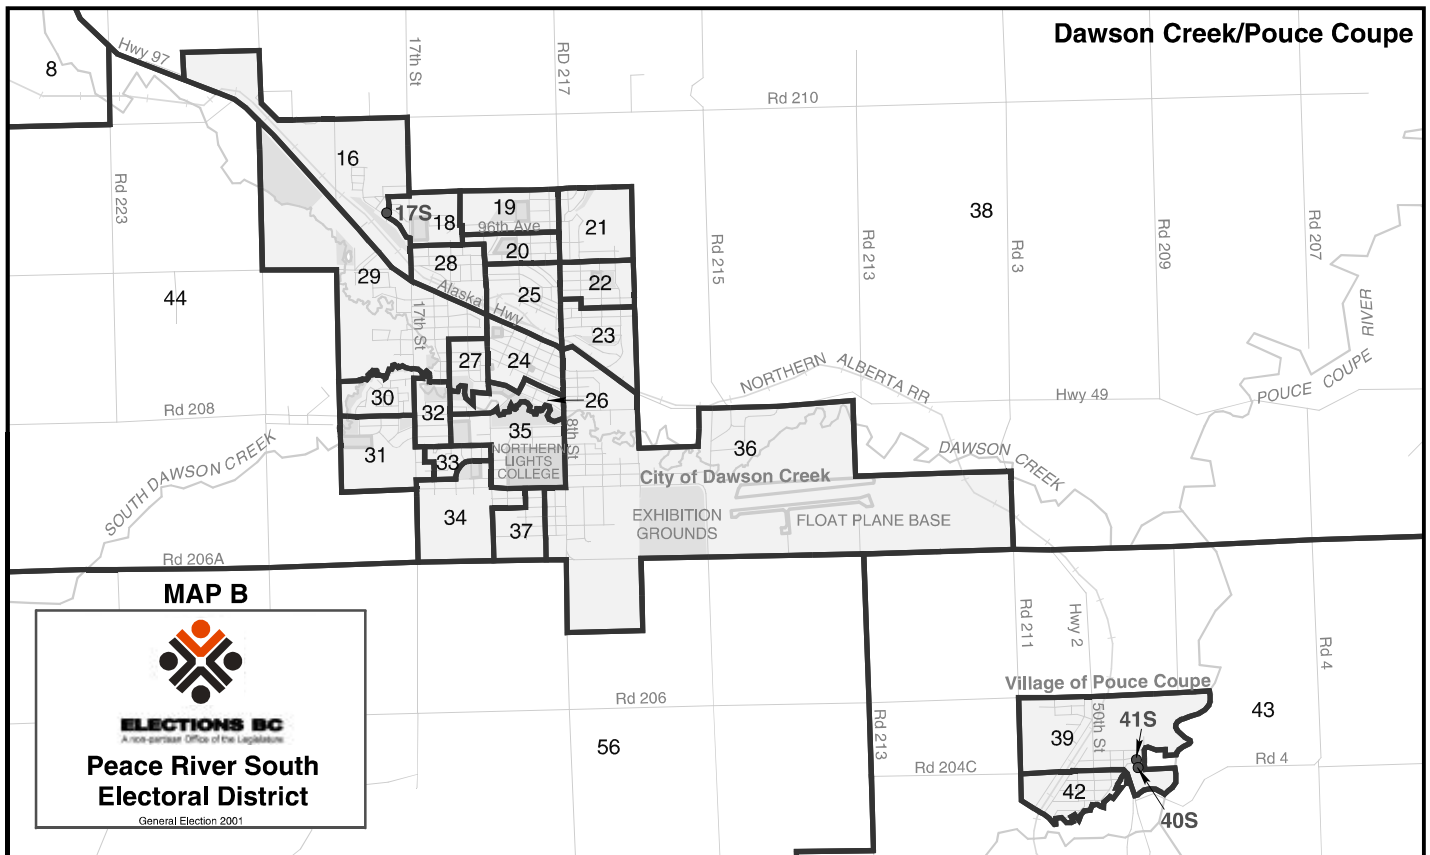 Dawson Creek/Pouce Coupe
8
Hwy 97
17th St
RD 217
Rd 210
16
Rd 223
17S
18
19
96th Ave
20
21
38
Rd 215
Rd 213
Rd 3
Rd 209
Rd 207
RIVER
44
29
28
25
22
Alaska Hwy
17th St
23
27
24
NORTHERN ALBERTA RR
POUCE COUPE
Hwy 49
Rd 208
30
32
26
35
8th St
36
DAWSON CREEK
SOUTH DAWSON CREEK
31
33
NORTHERN
LIGHTS
COLLEGE
City of Dawson Creek
34
37
EXHIBITION
GROUNDS
FLOAT PLANE BASE
Rd 206A
MAP B
ELECTIONS BC
A non-partisan Office of the Legislature
Peace River South
Electoral District
General Election 2001
Rd 206
56
Rd 213
Rd 211
Hwy 2
Rd 4
Village of Pouce Coupe
50th St
41S
43
39
Rd 204C
Rd 4
42
40S